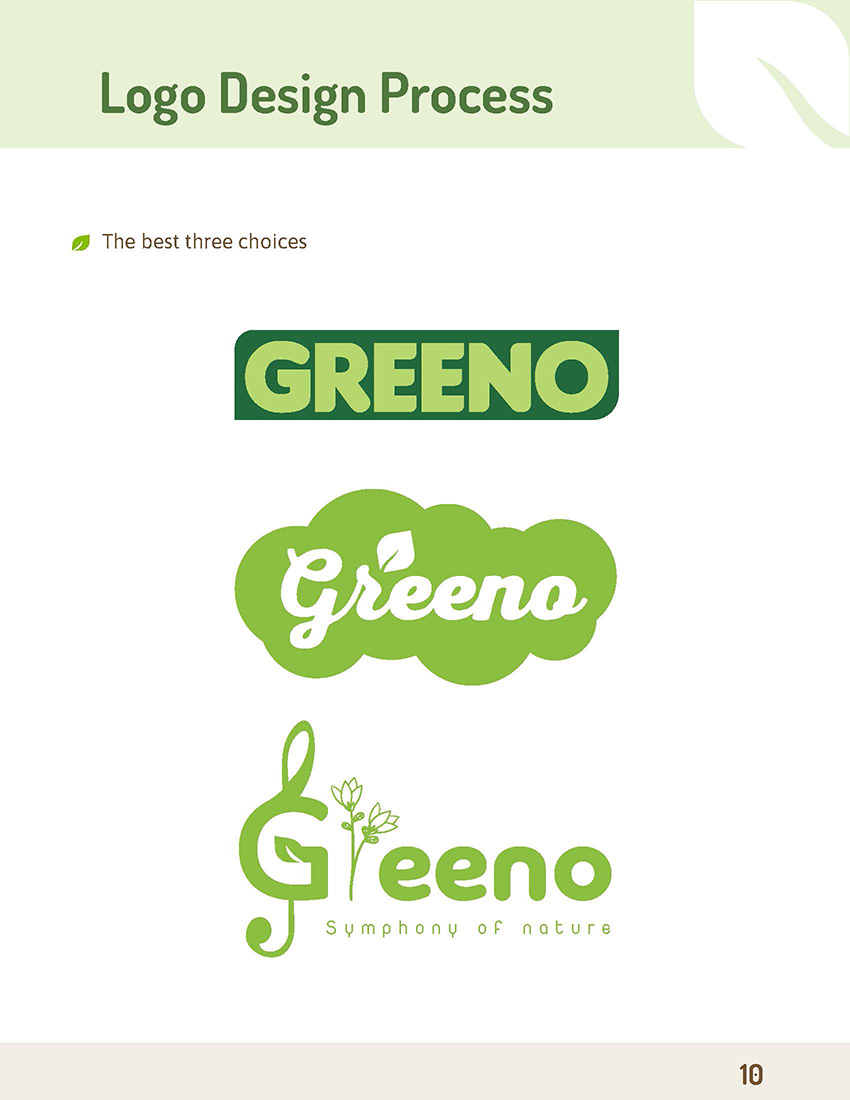 Logo Design Process
The best three choices
GREENO
Greeno
Greeno
Symphony of nature
10